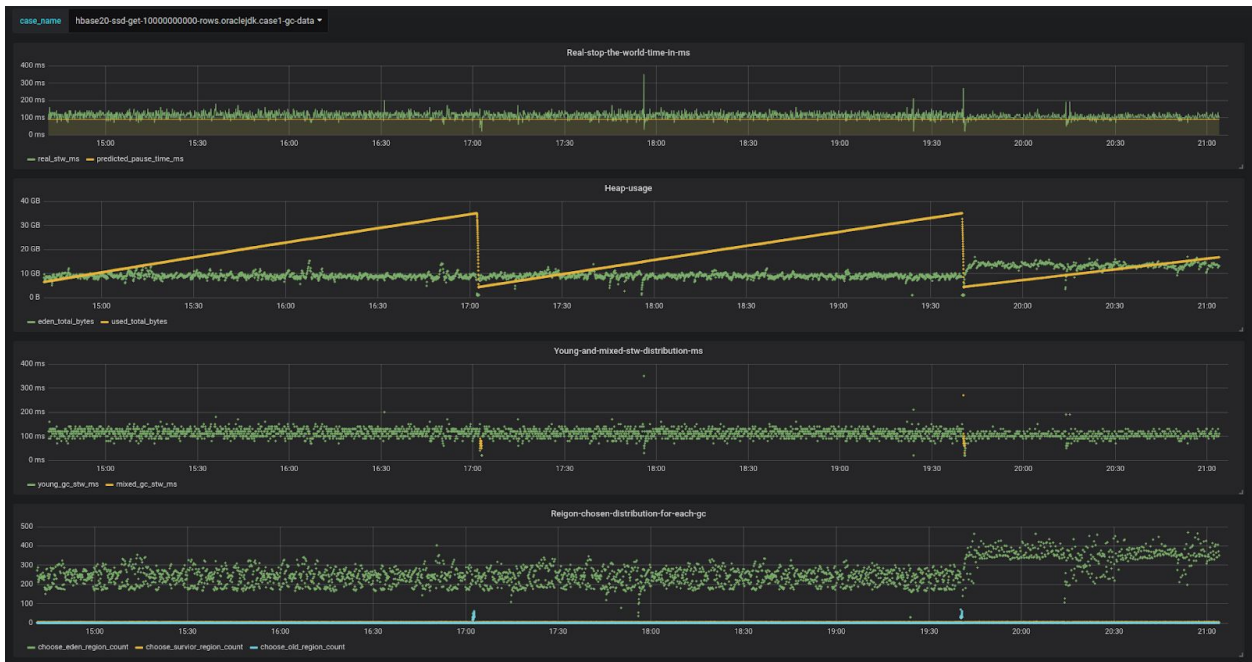 case_name hbase20-ssd-get-10000000000-rows.oraclejdk.case1-gc-data
Real-stop-the-world-time-in-ms
400 ms
300 ms
200 ms
100 ms
0 ms
15:00 15:30 16:00 16:30 17:00 17:30 18:00 18:30 19:00 19:30 20:00 20:30 21:00
real_stw_ms predicted_pause_time_ms
Heap-usage
40 GB
30 GB
20 GB
10 GB
0 B
15:00 15:30 16:00 16:30 17:00 17:30 18:00 18:30 19:00 19:30 20:00 20:30 21:00
eden_total_bytes used_total_bytes
Young-and-mixed-stw-distribution-ms
400 ms
300 ms
200 ms
100 ms
0 ms
15:00 15:30 16:00 16:30 17:00 17:30 18:00 18:30 19:00 19:30 20:00 20:30 21:00
young_gc_stw_ms mixed_gc_stw_ms
Reigon-chosen-distribution-for-each-gc
500
400
300
200
100
0
15:00 15:30 16:00 16:30 17:00 17:30 18:00 18:30 19:00 19:30 20:00 20:30 21:00
choose_eden_region_count choose_survior_region_count choose_old_region_count